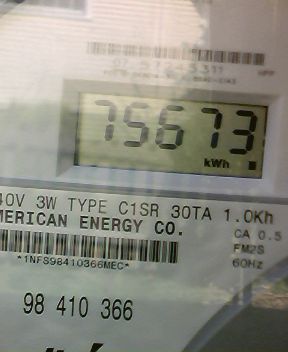 75673
kWh
40V 3W TYPE C1SR 30TA 1.0Kh
MERICAN ENERGY CO.
CA 0.5
FM2S
60HZ
*1NFS98410366MEC*
98 410 366